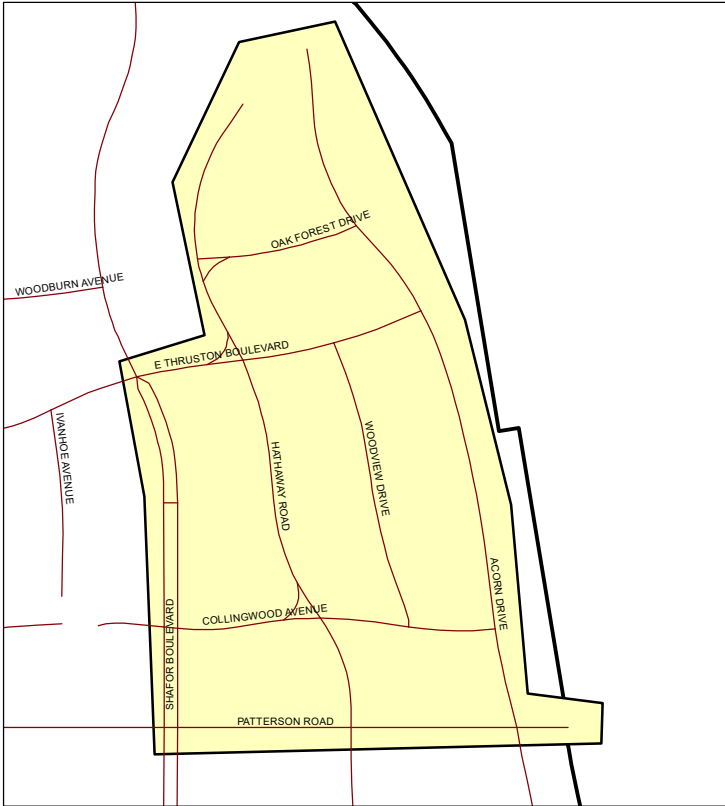 OAK FOREST DRIVE
WOODBURN AVENUE
E THRUSTON BOULEVARD
IVANHOE AVENUE
HATHAWAY ROAD
WOODVIEW DRIVE
ACORN DRIVE
SHAFOR BOULEVARD
COLLINGWOOD AVENUE
PATTERSON ROAD